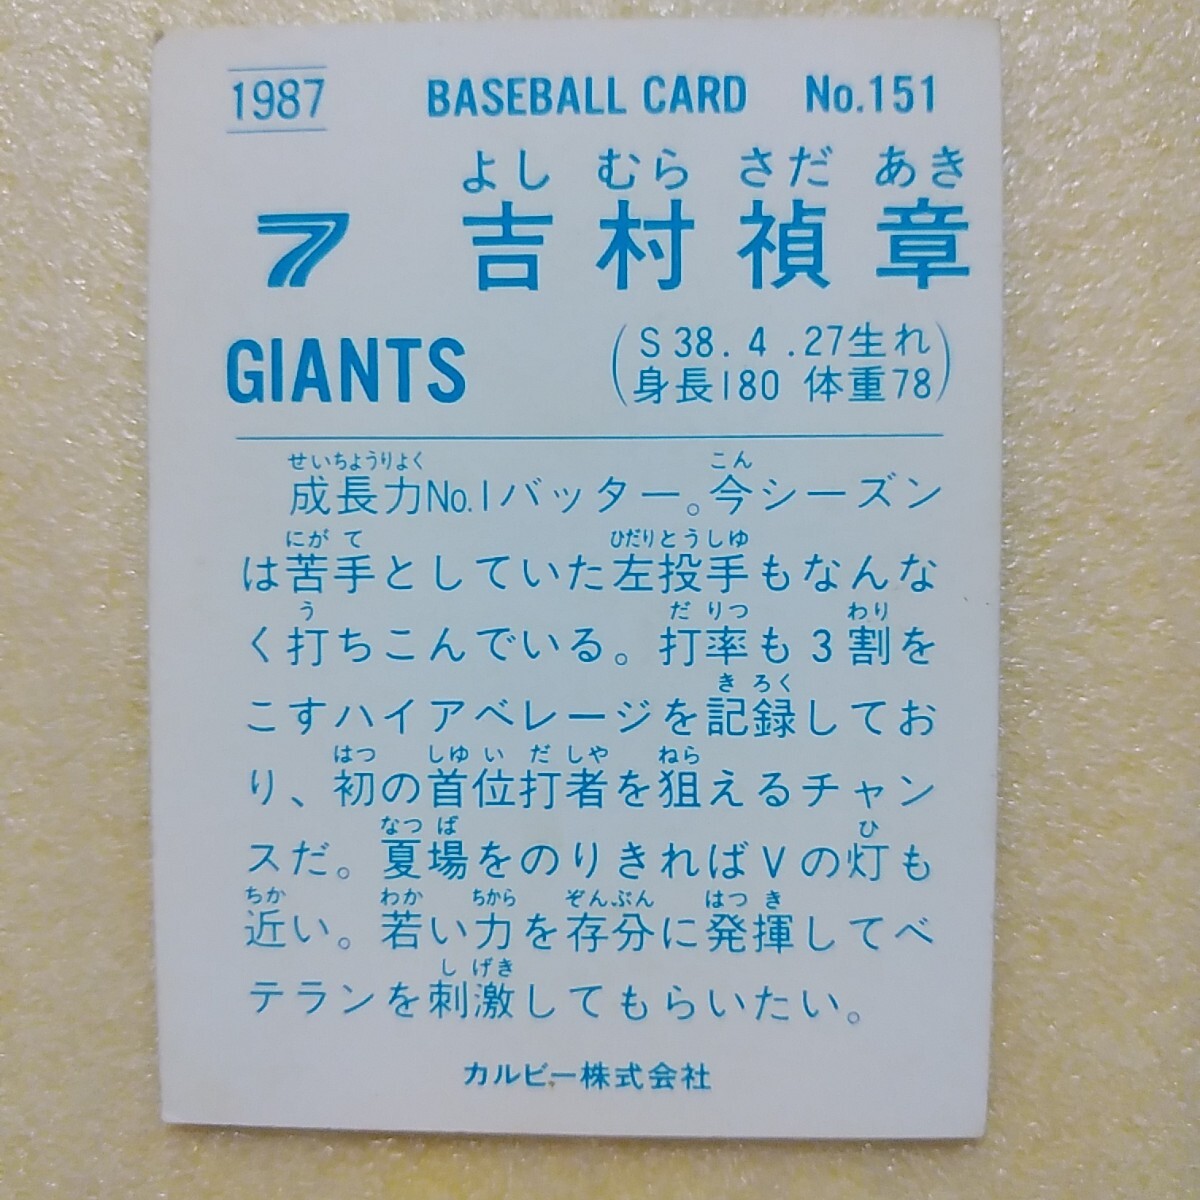 1987 BASEBALL CARD No.151
よし むら さだ あき
7 吉村禎章
GIANTS
(S38.4.27生れ
身長180 体重78)
せいちようりよく こん
成長力No.1バッター。今シーズン
にが て ひだりとうしゆ
は苦手としていた左投手もなんな
う だ りつ わり
く打ちこんでいる。打率も3割を
き ろく
こすハイアベレージを記録してお
はつ しゆ い だ しや ねら
り、初の首位打者を狙えるチャン
なつ ば ひ
スだ。夏場をのりきればVの灯も
ちか わか ちから ぞんぶん はつ き
近い。若い力を存分に発揮してベ
し げき
テランを刺激してもらいたい。
カルビー株式会社